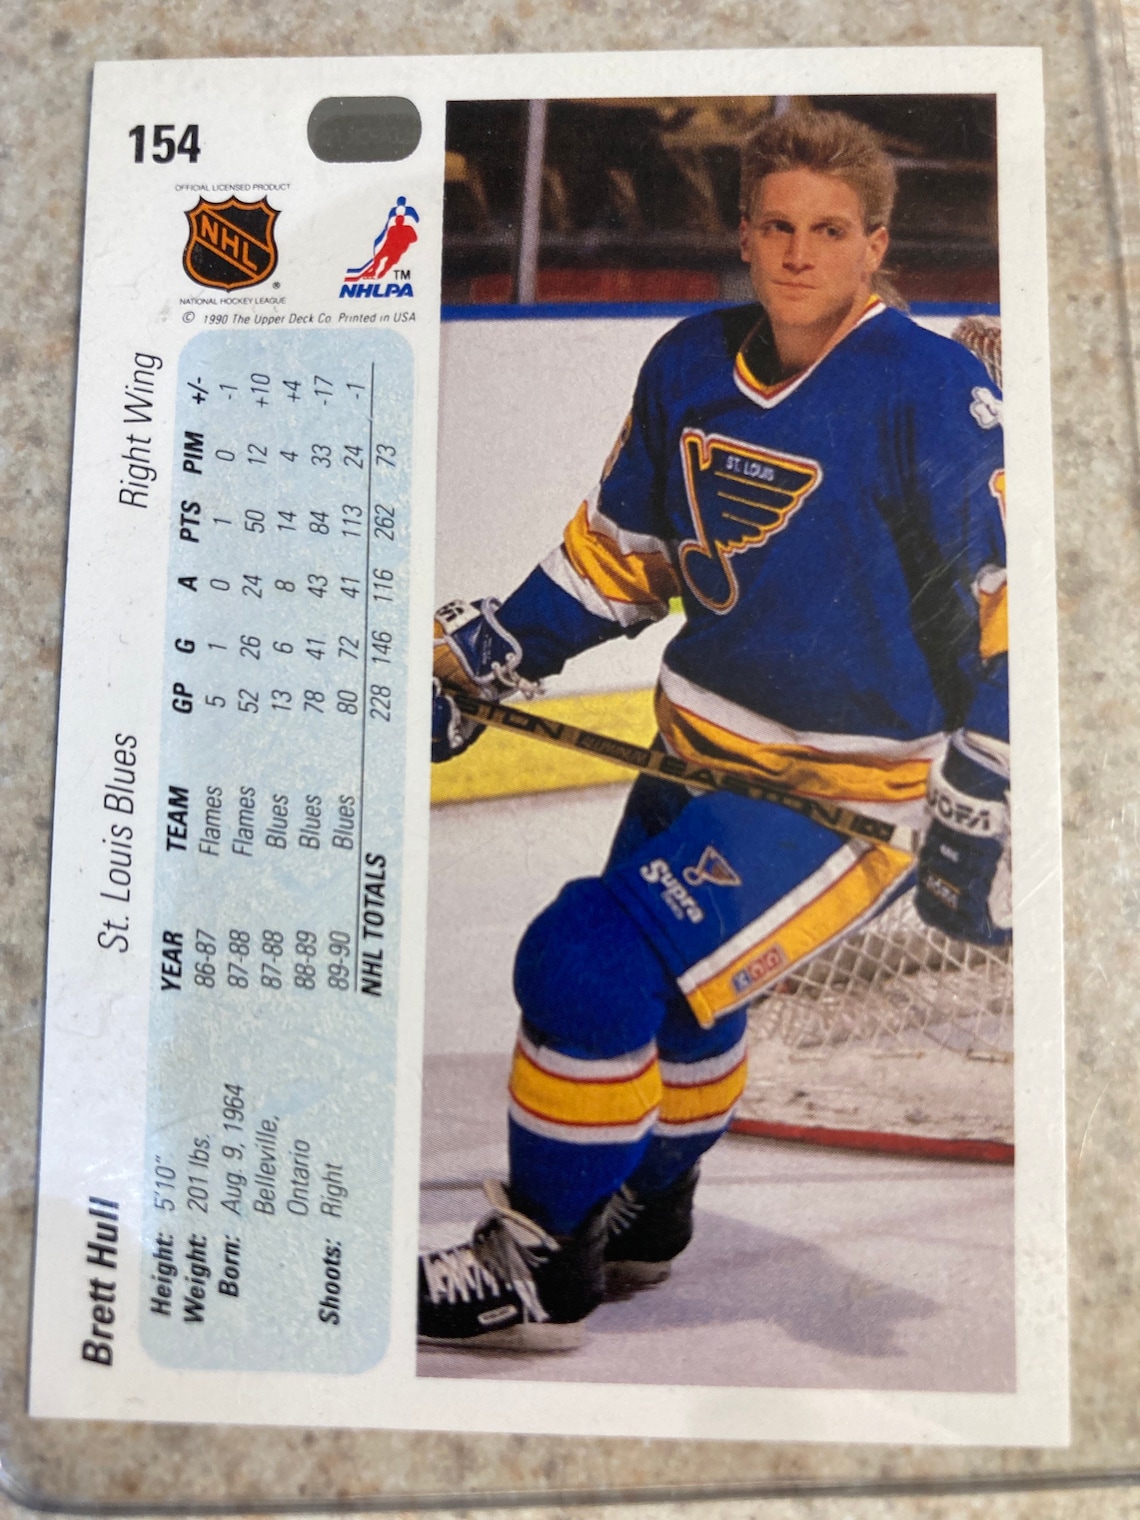 154
OFFICIAL LICENSED PRODUCT
NHL
®
NATIONAL HOCKEY LEAGUE
TM
NHLPA
© 1990 The Upper Deck Co. Printed in USA
Brett Hull St. Louis Blues Right Wing
Height: 5'10"
Weight: 201 lbs.
Born: Aug. 9, 1964
Belleville,
Ontario
Shoots: Right
YEAR TEAM GP G A PTS PIM +/-
86-87 Flames 5 1 0 1 0 -1
87-88 Flames 52 26 24 50 12 +10
87-88 Blues 13 6 8 14 4 +4
88-89 Blues 78 41 43 84 33 -17
89-90 Blues 80 72 41 113 24 -1
NHL TOTALS 228 146 116 262 73
ST. LOUIS
EASTON
JOFA
Supra